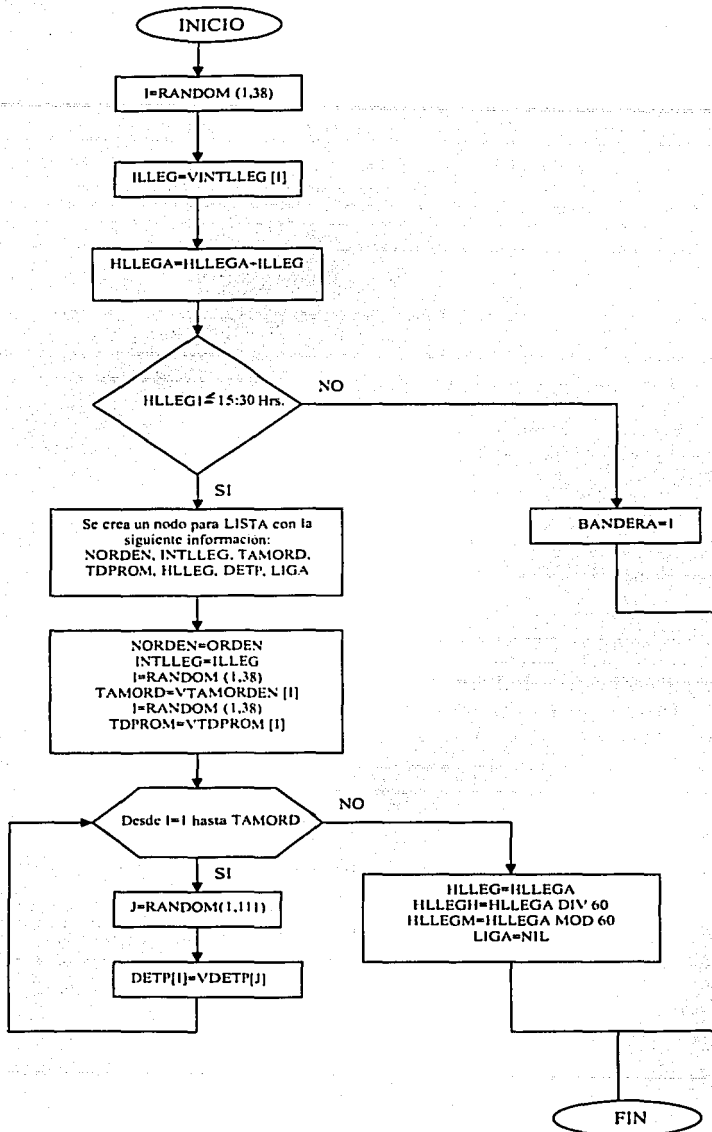 INICIO
I=RANDOM (1,38)
ILLEG=VINTLLEG [I]
HLLEGA=HLLEGA+ILLEG
HLLEGI≤ 15:30 Hrs.
NO
SI
BANDERA=1
Se crea un nodo para LISTA con la
siguiente información:
NORDEN, INTLLEG, TAMORD,
TDPROM, HLLEG, DETP, LIGA
NORDEN=ORDEN
INTLLEG=ILLEG
I=RANDOM (1,38)
TAMORD=VTAMORDEN [I]
I=RANDOM (1,38)
TDPROM=VTDPROM [I]
Desde I=1 hasta TAMORD
NO
SI
J=RANDOM(1,111)
DETP[I]=VDETP[J]
HLLEG=HLLEGA
HLLEGH=HLLEGA DIV 60
HLLEGM=HLLEGA MOD 60
LIGA=NIL
FIN